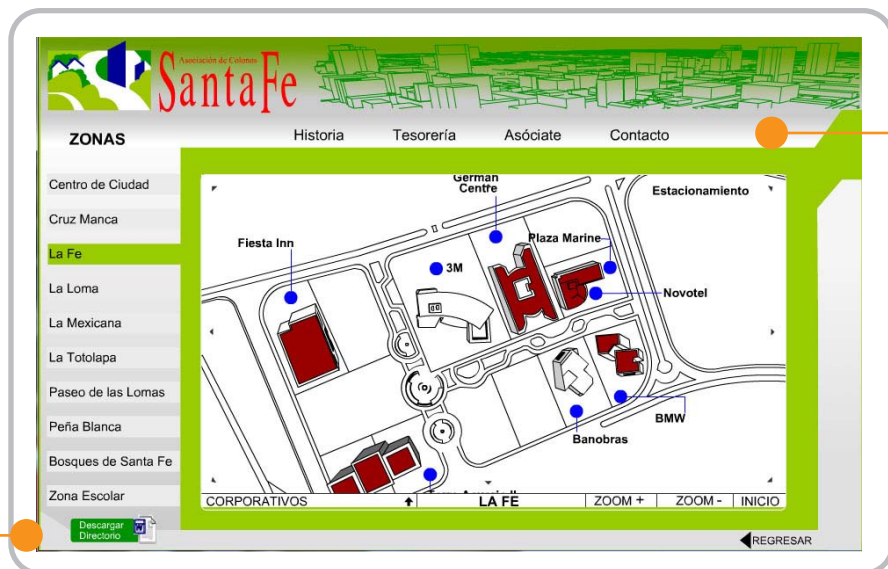 Asociación de Colonos
Santa Fe
ZONAS
Historia Tesorería Asóciate Contacto
Centro de Ciudad
Cruz Manca
La Fe
La Loma
La Mexicana
La Totolapa
Paseo de las Lomas
Peña Blanca
Bosques de Santa Fe
Zona Escolar
Descargar
Directorio
German
Centre
Estacionamiento
Fiesta Inn
Plaza Marine
3M
Novotel
BMW
Banobras
CORPORATIVOS LA FE ZOOM + ZOOM - INICIO
REGRESAR